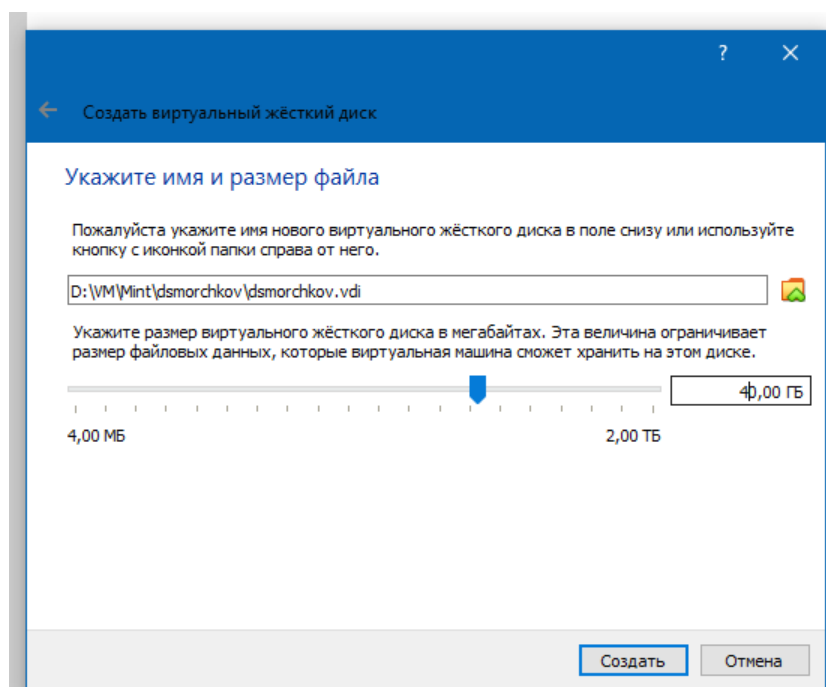 ?
Создать виртуальный жёсткий диск
Укажите имя и размер файла
Пожалуйста укажите имя нового виртуального жёсткого диска в поле снизу или используйте
кнопку с иконкой папки справа от него.
D:\VM\Mint\dsmorchkov\dsmorchkov.vdi
Укажите размер виртуального жёсткого диска в мегабайтах. Эта величина ограничивает
размер файловых данных, которые виртуальная машина сможет хранить на этом диске.
40,00 ГБ
4,00 МБ 2,00 ТБ
Создать Отмена